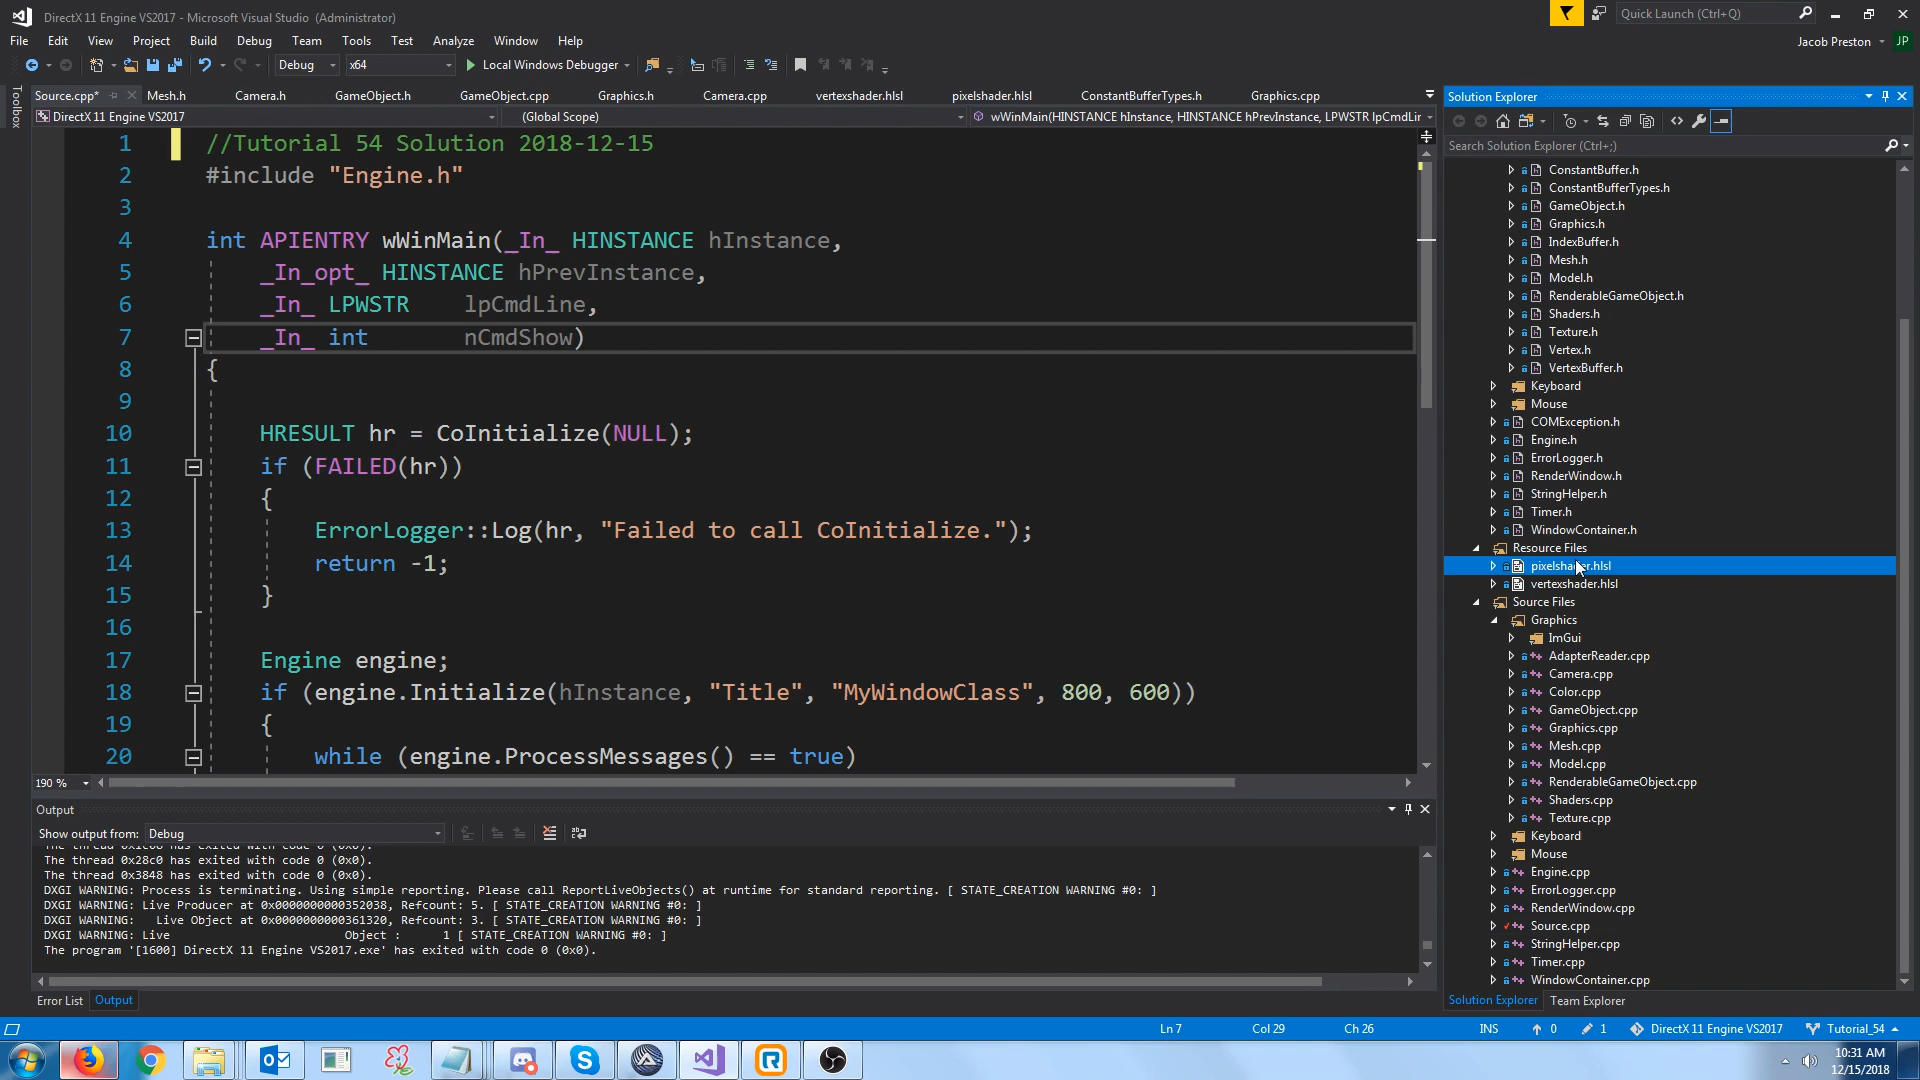 DirectX 11 Engine VS2017 - Microsoft Visual Studio (Administrator)
Quick Launch (Ctrl+Q)
File Edit View Project Build Debug Team Tools Test Analyze Window Help
Jacob Preston JP
Debug x64 Local Windows Debugger
Toolbox
Source.cpp* Mesh.h Camera.h GameObject.h GameObject.cpp Graphics.h Camera.cpp vertexshader.hlsl pixelshader.hlsl ConstantBufferTypes.h Graphics.cpp
DirectX 11 Engine VS2017 (Global Scope) wWinMain(HINSTANCE hInstance, HINSTANCE hPrevInstance, LPWSTR lpCmdLir
1 //Tutorial 54 Solution 2018-12-15
2 #include "Engine.h"
3
4 int APIENTRY wWinMain(_In_ HINSTANCE hInstance,
5 _In_opt_ HINSTANCE hPrevInstance,
6 _In_ LPWSTR lpCmdLine,
7 _In_ int nCmdShow)
8 {
9
10 HRESULT hr = CoInitialize(NULL);
11 if (FAILED(hr))
12 {
13 ErrorLogger::Log(hr, "Failed to call CoInitialize.");
14 return -1;
15 }
16
17 Engine engine;
18 if (engine.Initialize(hInstance, "Title", "MyWindowClass", 800, 600))
19 {
20 while (engine.ProcessMessages() == true)
190 %
Output
Show output from: Debug
The thread 0x28c0 has exited with code 0 (0x0).
The thread 0x3848 has exited with code 0 (0x0).
DXGI WARNING: Process is terminating. Using simple reporting. Please call ReportLiveObjects() at runtime for standard reporting. [ STATE_CREATION WARNING #0: ]
DXGI WARNING: Live Producer at 0x0000000000352038, Refcount: 5. [ STATE_CREATION WARNING #0: ]
DXGI WARNING: Live Object at 0x0000000000361320, Refcount: 3. [ STATE_CREATION WARNING #0: ]
DXGI WARNING: Live Object : 1 [ STATE_CREATION WARNING #0: ]
The program '[1600] DirectX 11 Engine VS2017.exe' has exited with code 0 (0x0).
Error List Output
Solution Explorer
Search Solution Explorer (Ctrl+;)
ConstantBuffer.h
ConstantBufferTypes.h
GameObject.h
Graphics.h
IndexBuffer.h
Mesh.h
Model.h
RenderableGameObject.h
Shaders.h
Texture.h
Vertex.h
VertexBuffer.h
Keyboard
Mouse
COMException.h
Engine.h
ErrorLogger.h
RenderWindow.h
StringHelper.h
Timer.h
WindowContainer.h
Resource Files
pixelshader.hlsl
vertexshader.hlsl
Source Files
Graphics
ImGui
AdapterReader.cpp
Camera.cpp
Color.cpp
GameObject.cpp
Graphics.cpp
Mesh.cpp
Model.cpp
RenderableGameObject.cpp
Shaders.cpp
Texture.cpp
Keyboard
Mouse
Engine.cpp
ErrorLogger.cpp
RenderWindow.cpp
Source.cpp
StringHelper.cpp
Timer.cpp
WindowContainer.cpp
Solution Explorer Team Explorer
Ln 7 Col 29 Ch 26 INS 0 1 DirectX 11 Engine VS2017 Tutorial_54
10:31 AM
12/15/2018